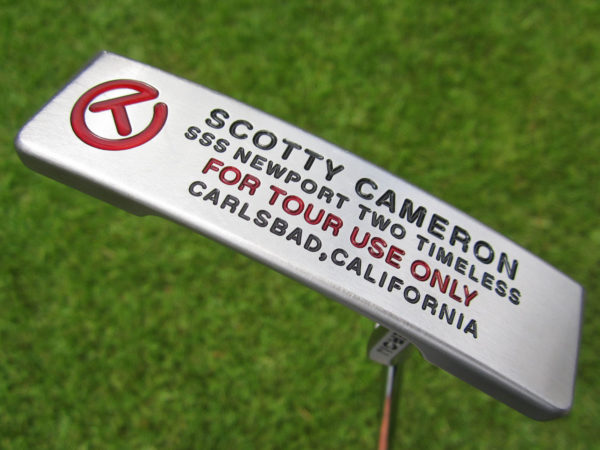 SCOTTY CAMERON
SSS NEWPORT TWO TIMELESS
FOR TOUR USE ONLY
CARLSBAD, CALIFORNIA